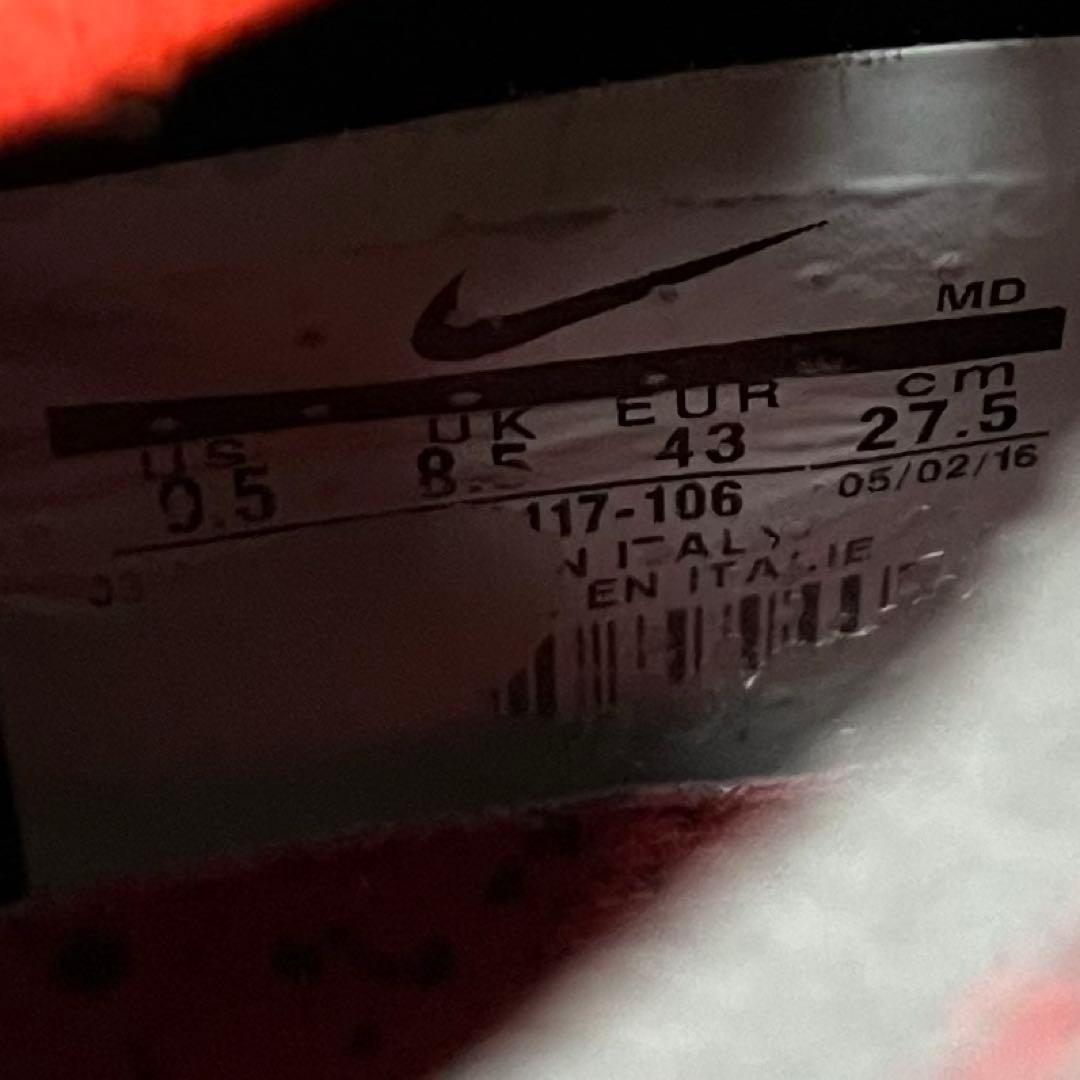 MD
US UK EUR cm
9.5 8.5 43 27.5
117-106 05/02/16
N ITALY
EN ITALIE